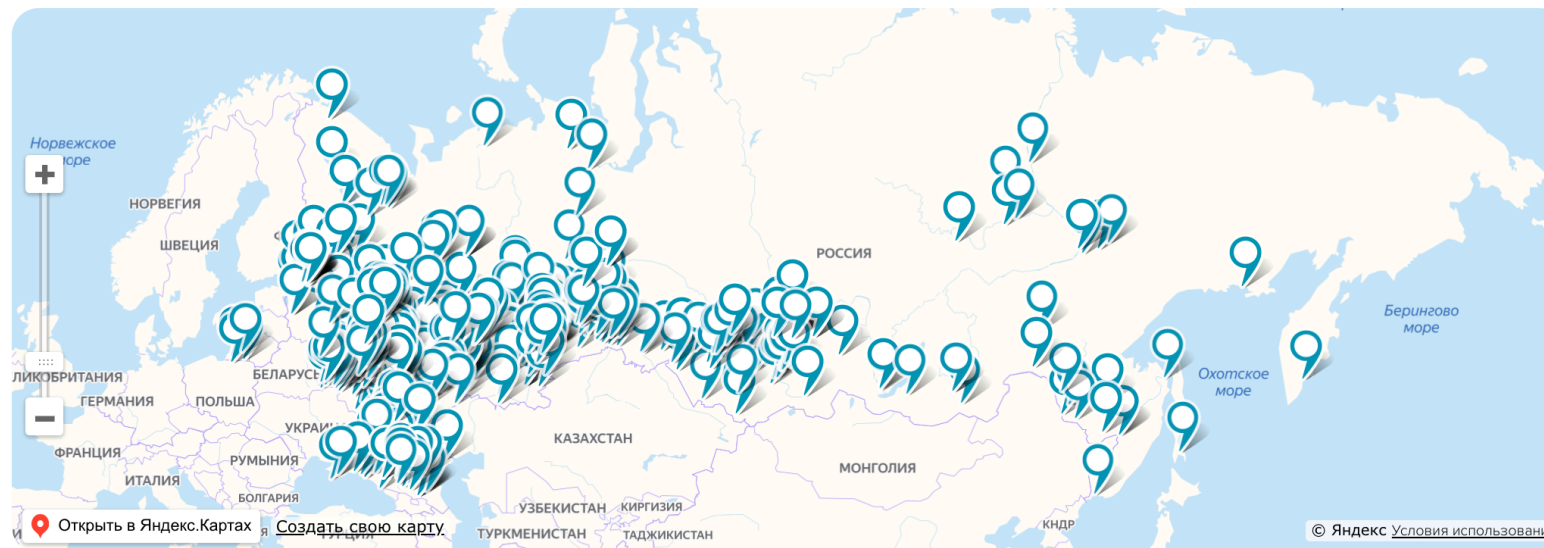 Норвежское
море
НОРВЕГИЯ
ШВЕЦИЯ
РОССИЯ
Берингово
море
БЕЛАРУСЬ
ЛИКОБРИТАНИЯ
Охотское
море
ГЕРМАНИЯ
ПОЛЬША
УКРАИ
КАЗАХСТАН
ФРАНЦИЯ
РУМЫНИЯ
МОНГОЛИЯ
ИТАЛИЯ
БОЛГАРИЯ
УЗБЕКИСТАН
КИРГИЗИЯ
КНДР
Открыть в Яндекс.Картах
Создать свою карту
ТУРЦИЯ
ТУРКМЕНИСТАН
ТАДЖИКИСТАН
© Яндекс Условия использовани